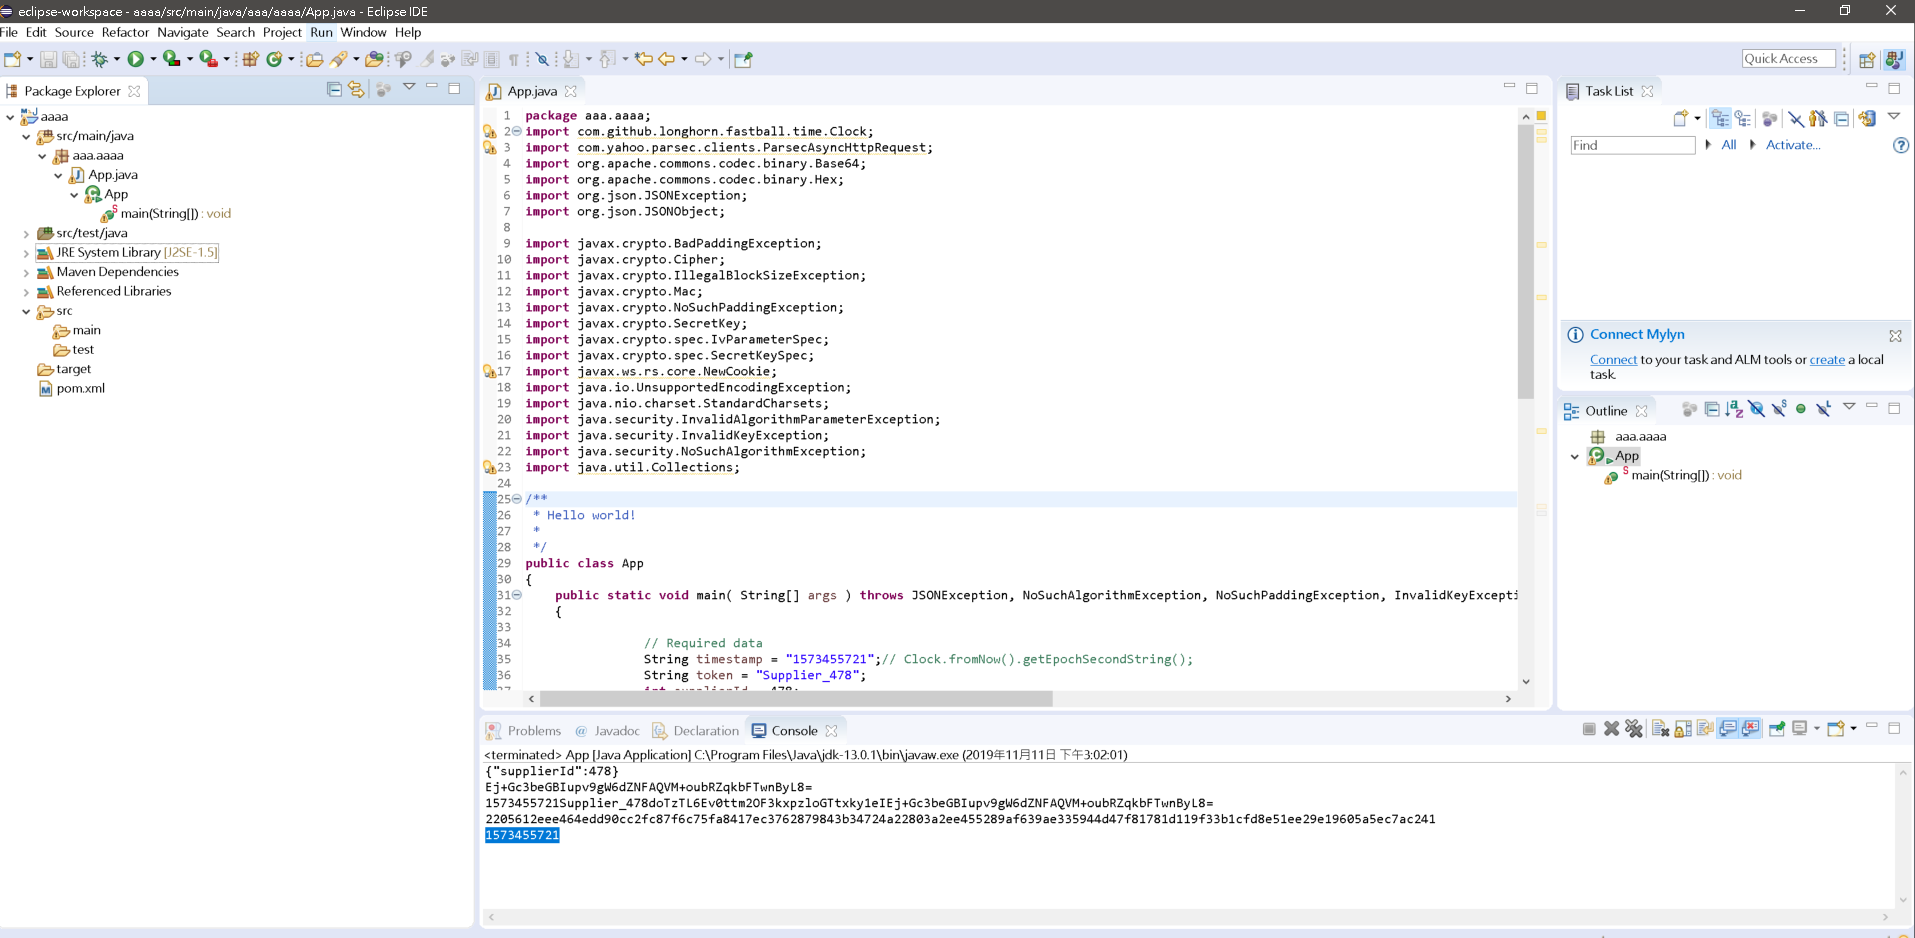 eclipse-workspace - aaaa/src/main/java/aaa/aaaa/App.java - Eclipse IDE
File Edit Source Refactor Navigate Search Project Run Window Help
Quick Access
Package Explorer
aaaa
src/main/java
aaa.aaaa
App.java
App
main(String[]) : void
src/test/java
JRE System Library [J2SE-1.5]
Maven Dependencies
Referenced Libraries
src
main
test
target
pom.xml
App.java
1 package aaa.aaaa;
2 import com.github.longhorn.fastball.time.Clock;
3 import com.yahoo.parsec.clients.ParsecAsyncHttpRequest;
4 import org.apache.commons.codec.binary.Base64;
5 import org.apache.commons.codec.binary.Hex;
6 import org.json.JSONException;
7 import org.json.JSONObject;
8
9 import javax.crypto.BadPaddingException;
10 import javax.crypto.Cipher;
11 import javax.crypto.IllegalBlockSizeException;
12 import javax.crypto.Mac;
13 import javax.crypto.NoSuchPaddingException;
14 import javax.crypto.SecretKey;
15 import javax.crypto.spec.IvParameterSpec;
16 import javax.crypto.spec.SecretKeySpec;
17 import javax.ws.rs.core.NewCookie;
18 import java.io.UnsupportedEncodingException;
19 import java.nio.charset.StandardCharsets;
20 import java.security.InvalidAlgorithmParameterException;
21 import java.security.InvalidKeyException;
22 import java.security.NoSuchAlgorithmException;
23 import java.util.Collections;
24
25 /**
26 * Hello world!
27 *
28 */
29 public class App
30 {
31 public static void main( String[] args ) throws JSONException, NoSuchAlgorithmException, NoSuchPaddingException, InvalidKeyExcepti
32 {
33
34 // Required data
35 String timestamp = "1573455721";// Clock.fromNow().getEpochSecondString();
36 String token = "Supplier_478";
37 int supplierId = 478;
Task List
Find All Activate...
Connect Mylyn
Connect to your task and ALM tools or create a local
task.
Outline
aaa.aaaa
App
main(String[]) : void
Problems @ Javadoc Declaration Console
<terminated> App [Java Application] C:\Program Files\Java\jdk-13.0.1\bin\javaw.exe (2019年11月11日 下午3:02:01)
{"supplierId":478}
Ej+Gc3beGBIupv9gW6dZNFAQVM+oubRZqkbFTwnByL8=
1573455721Supplier_478doTzTL6Ev0ttm2OF3kxpzloGTtxky1eIEj+Gc3beGBIupv9gW6dZNFAQVM+oubRZqkbFTwnByL8=
2205612eee464edd90cc2fc87f6c75fa8417ec3762879843b34724a22803a2ee455289af639ae335944d47f81781d119f33b1cfd8e51ee29e19605a5ec7ac241
1573455721